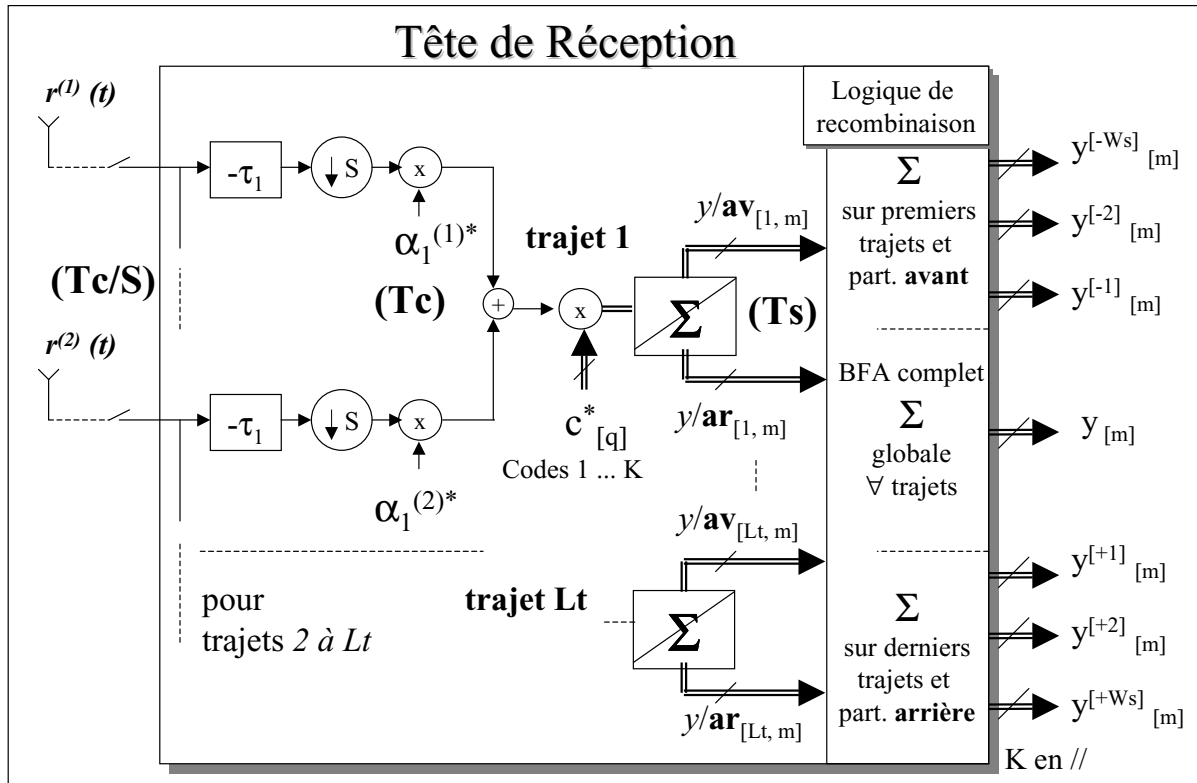 Tête de Réception
r(1) (t)
-τ1
↓ S
x
α1(1)*
(Tc/S)
(Tc)
r(2) (t)
-τ1
↓ S
x
α1(2)*
+
trajet 1
x
c*[q]
Codes 1 ... K
Σ
y/av[1, m]
(Ts)
y/ar[1, m]
pour
trajets 2 à Lt
trajet Lt
Σ
y/av[Lt, m]
y/ar[Lt, m]
Logique de
recombinaison
Σ
sur premiers
trajets et
part. avant
BFA complet
Σ
globale
∀ trajets
Σ
sur derniers
trajets et
part. arrière
y[-Ws] [m]
y[-2] [m]
y[-1] [m]
y [m]
y[+1] [m]
y[+2] [m]
y[+Ws] [m]
K en //